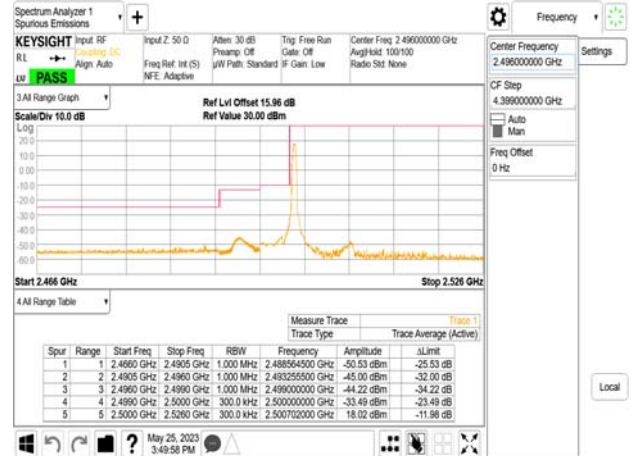 Spectrum Analyzer 1
Spurious Emissions
Frequency
KEYSIGHT
Input: RF
Coupling: DC
Align: Auto
Input Z: 50 Ω
Freq Ref: Int (S)
NFE: Adaptive
Atten: 30 dB
Preamp: Off
µW Path: Standard
Trig: Free Run
Gate: Off
IF Gain: Low
Center Freq: 2.496000000 GHz
Avg|Hold: 100/100
Radio Std: None
RL
LV PASS
Center Frequency
2.496000000 GHz
Settings
CF Step
4.399000000 GHz
Auto
Man
Freq Offset
0 Hz
3 All Range Graph
Scale/Div 10.0 dB
Ref Lvl Offset 15.96 dB
Ref Value 30.00 dBm
Log
20.0
10.0
0.00
-10.0
-20.0
-30.0
-40.0
-50.0
-60.0
Start 2.466 GHz
Stop 2.526 GHz
4 All Range Table
Measure Trace Trace 1
Trace Type Trace Average (Active)
Spur Range Start Freq Stop Freq RBW Frequency Amplitude ΔLimit
1 1 2.4660 GHz 2.4905 GHz 1.000 MHz 2.488564500 GHz -50.53 dBm -25.53 dB
2 2 2.4905 GHz 2.4960 GHz 1.000 MHz 2.493255500 GHz -45.00 dBm -32.00 dB
3 3 2.4960 GHz 2.4990 GHz 1.000 MHz 2.499000000 GHz -44.22 dBm -34.22 dB
4 4 2.4990 GHz 2.5000 GHz 300.0 kHz 2.500000000 GHz -33.49 dBm -23.49 dB
5 5 2.5000 GHz 2.5260 GHz 300.0 kHz 2.500702000 GHz 18.02 dBm -11.98 dB
Local
May 25, 2023
3:49:58 PM